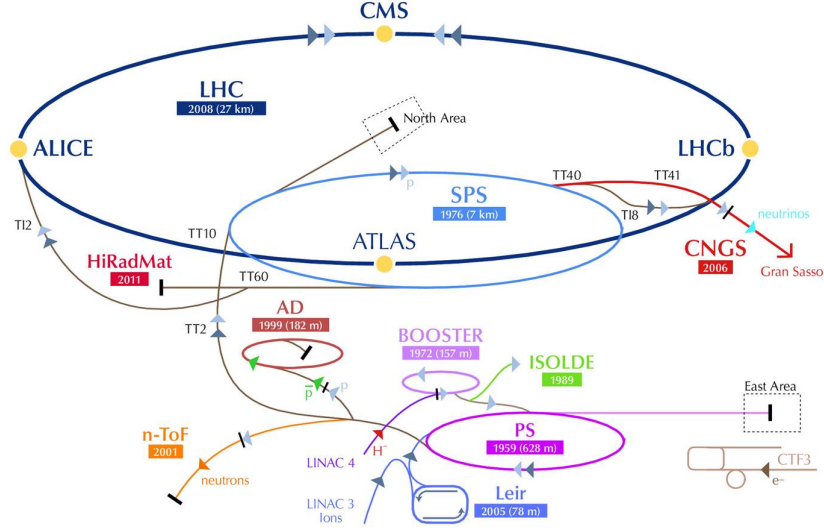 CMS
LHC
2008 (27 km)
North Area
ALICE
LHCb
TT40
TT41
p
SPS
1976 (7 km)
TI8
neutrinos
TI2
TT10
ATLAS
CNGS
2006
Gran Sasso
HiRadMat
2011
TT60
AD
1999 (182 m)
TT2
BOOSTER
1972 (157 m)
ISOLDE
1989
p̅
p
East Area
n-ToF
2001
PS
1959 (628 m)
H⁻
LINAC 4
neutrons
CTF3
e–
LINAC 3
Ions
Leir
2005 (78 m)